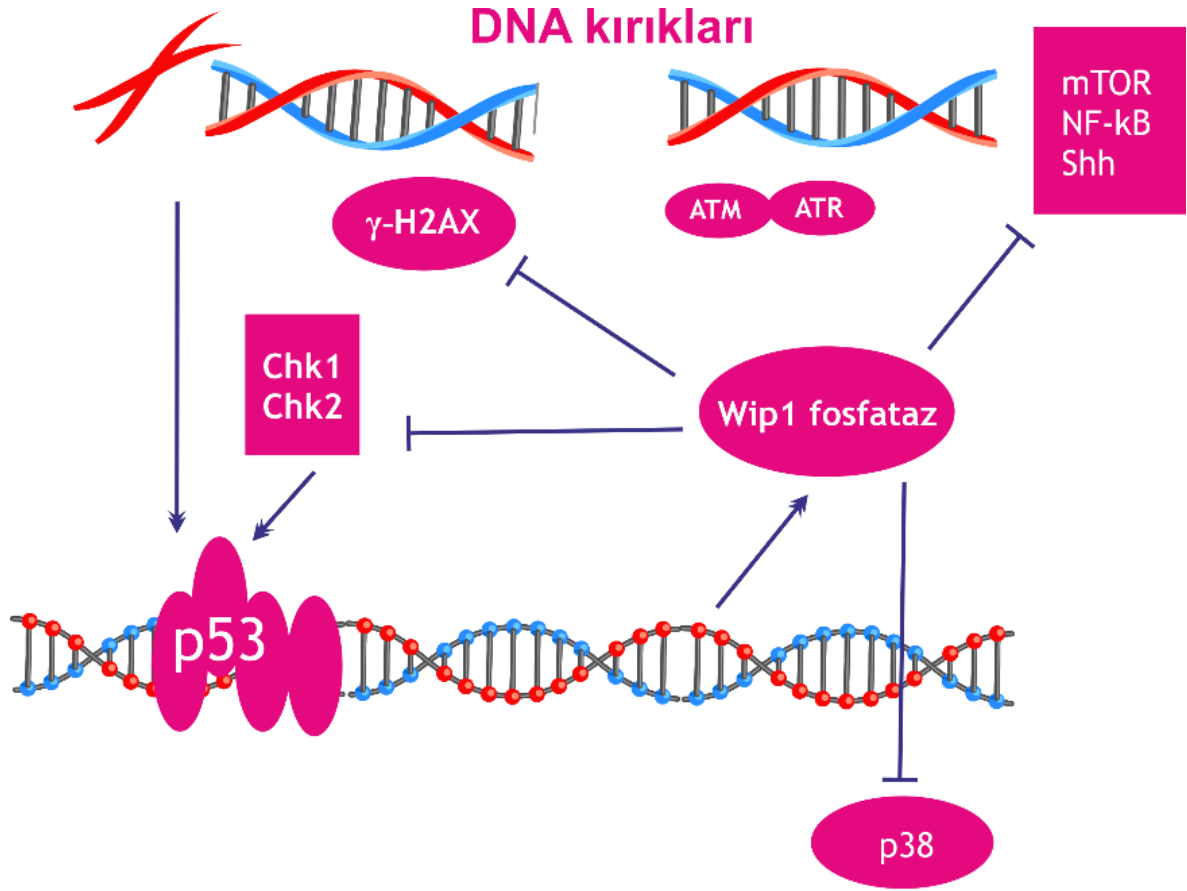 DNA kırıkları
mTOR
NF-kB
Shh
γ-H2AX
ATM
ATR
Chk1
Chk2
Wip1 fosfataz
p53
p38